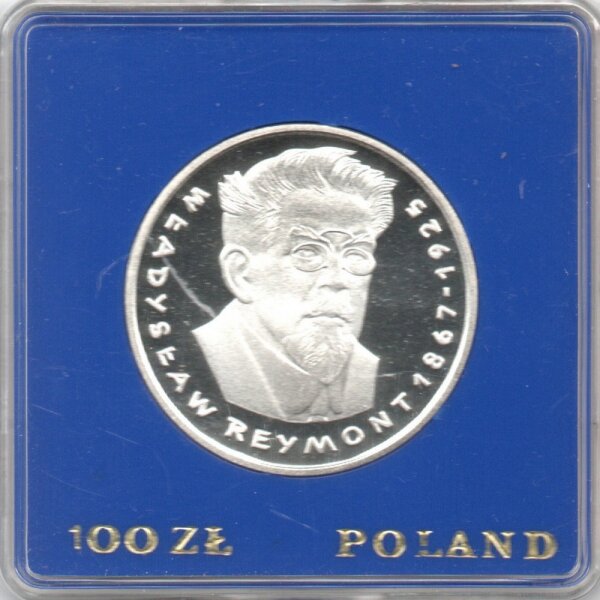 WŁADYSŁAW REYMONT 1867-1925
100 ZŁ POLAND